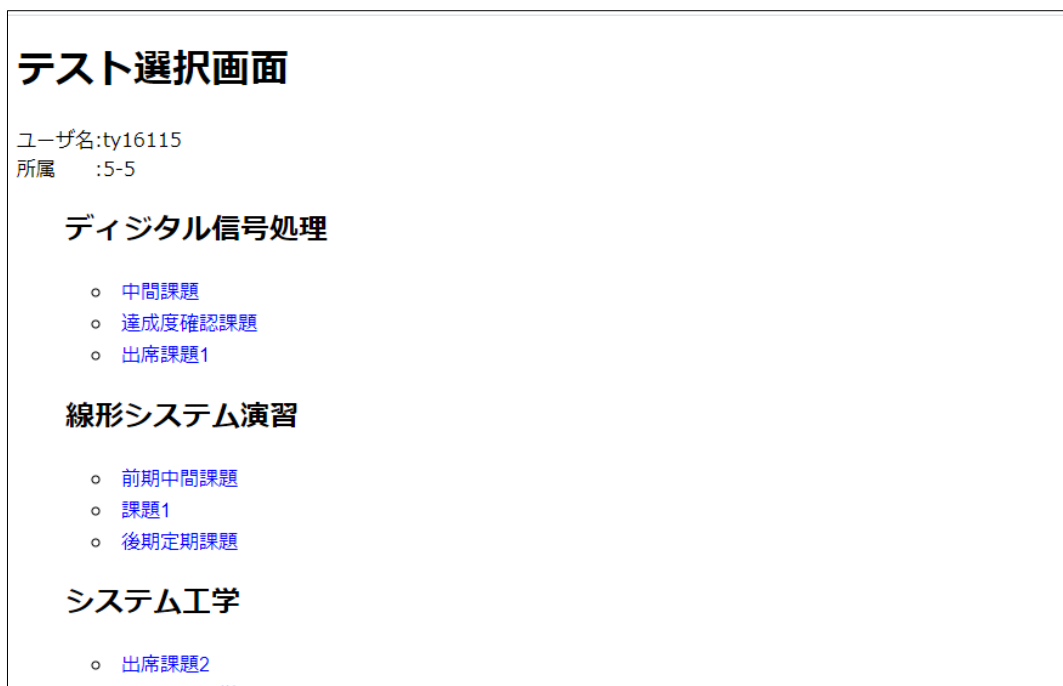 テスト選択画面
ユーザ名:ty16115
所属　　:5-5
ディジタル信号処理
中間課題
達成度確認課題
出席課題1
線形システム演習
前期中間課題
課題1
後期定期課題
システム工学
出席課題2